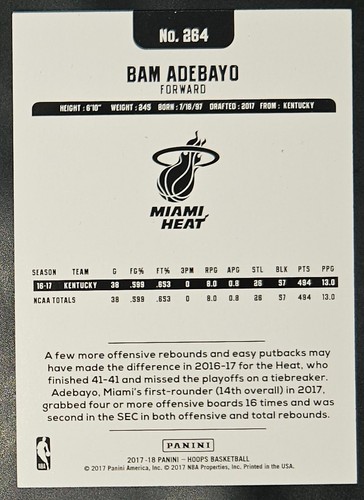 No. 264
BAM ADEBAYO
FORWARD
HEIGHT: 6'10" WEIGHT: 245 BORN: 7/18/97 DRAFTED: 2017 FROM: KENTUCKY
MIAMI
HEAT
SEASON TEAM G FG% FT% 3PM RPG APG STL BLK PTS PPG
16-17 KENTUCKY 38 .599 .653 0 8.0 0.8 26 57 494 13.0
NCAA TOTALS 38 .599 .653 0 8.0 0.8 26 57 494 13.0
A few more offensive rebounds and easy putbacks may
have made the difference in 2016-17 for the Heat, who
finished 41-41 and missed the playoffs on a tiebreaker.
Adebayo, Miami's first-rounder (14th overall) in 2017,
grabbed four or more offensive boards 16 times and was
second in the SEC in both offensive and total rebounds.
PANINI
NBA
2017-18 PANINI - HOOPS BASKETBALL
© 2017 Panini America, Inc. © 2017 NBA Properties, Inc. Printed in the USA.